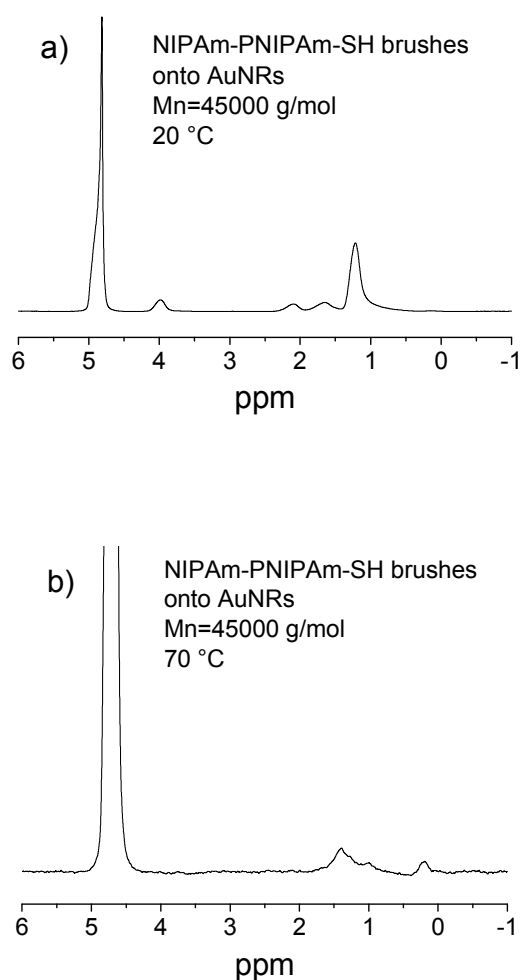 a)
NIPAm-PNIPAm-SH brushes
onto AuNRs
Mn=45000 g/mol
20 °C
6 5 4 3 2 1 0 -1
ppm
b)
NIPAm-PNIPAm-SH brushes
onto AuNRs
Mn=45000 g/mol
70 °C
6 5 4 3 2 1 0 -1
ppm